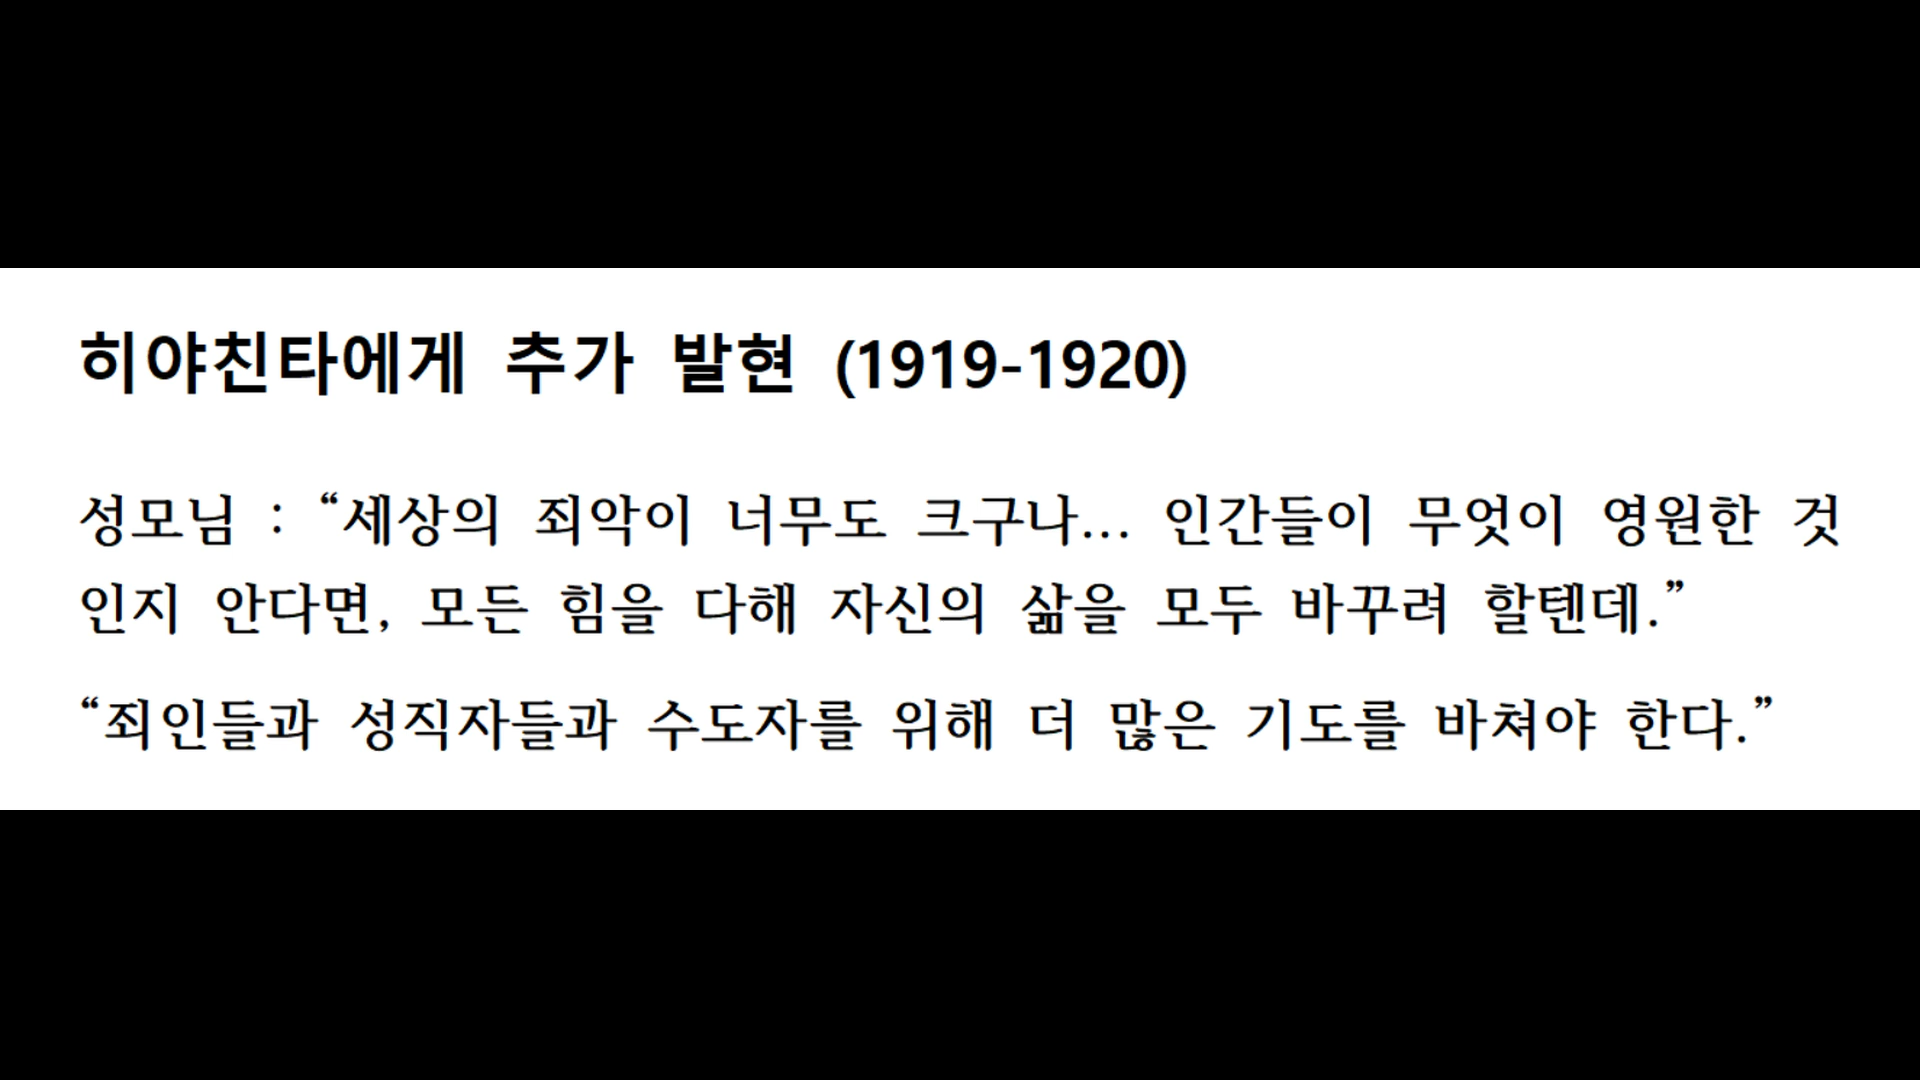 히야친타에게 추가 발현 (1919-1920)
성모님 : “세상의 죄악이 너무도 크구나... 인간들이 무엇이 영원한 것
인지 안다면, 모든 힘을 다해 자신의 삶을 모두 바꾸려 할텐데.”
“죄인들과 성직자들과 수도자를 위해 더 많은 기도를 바쳐야 한다.”